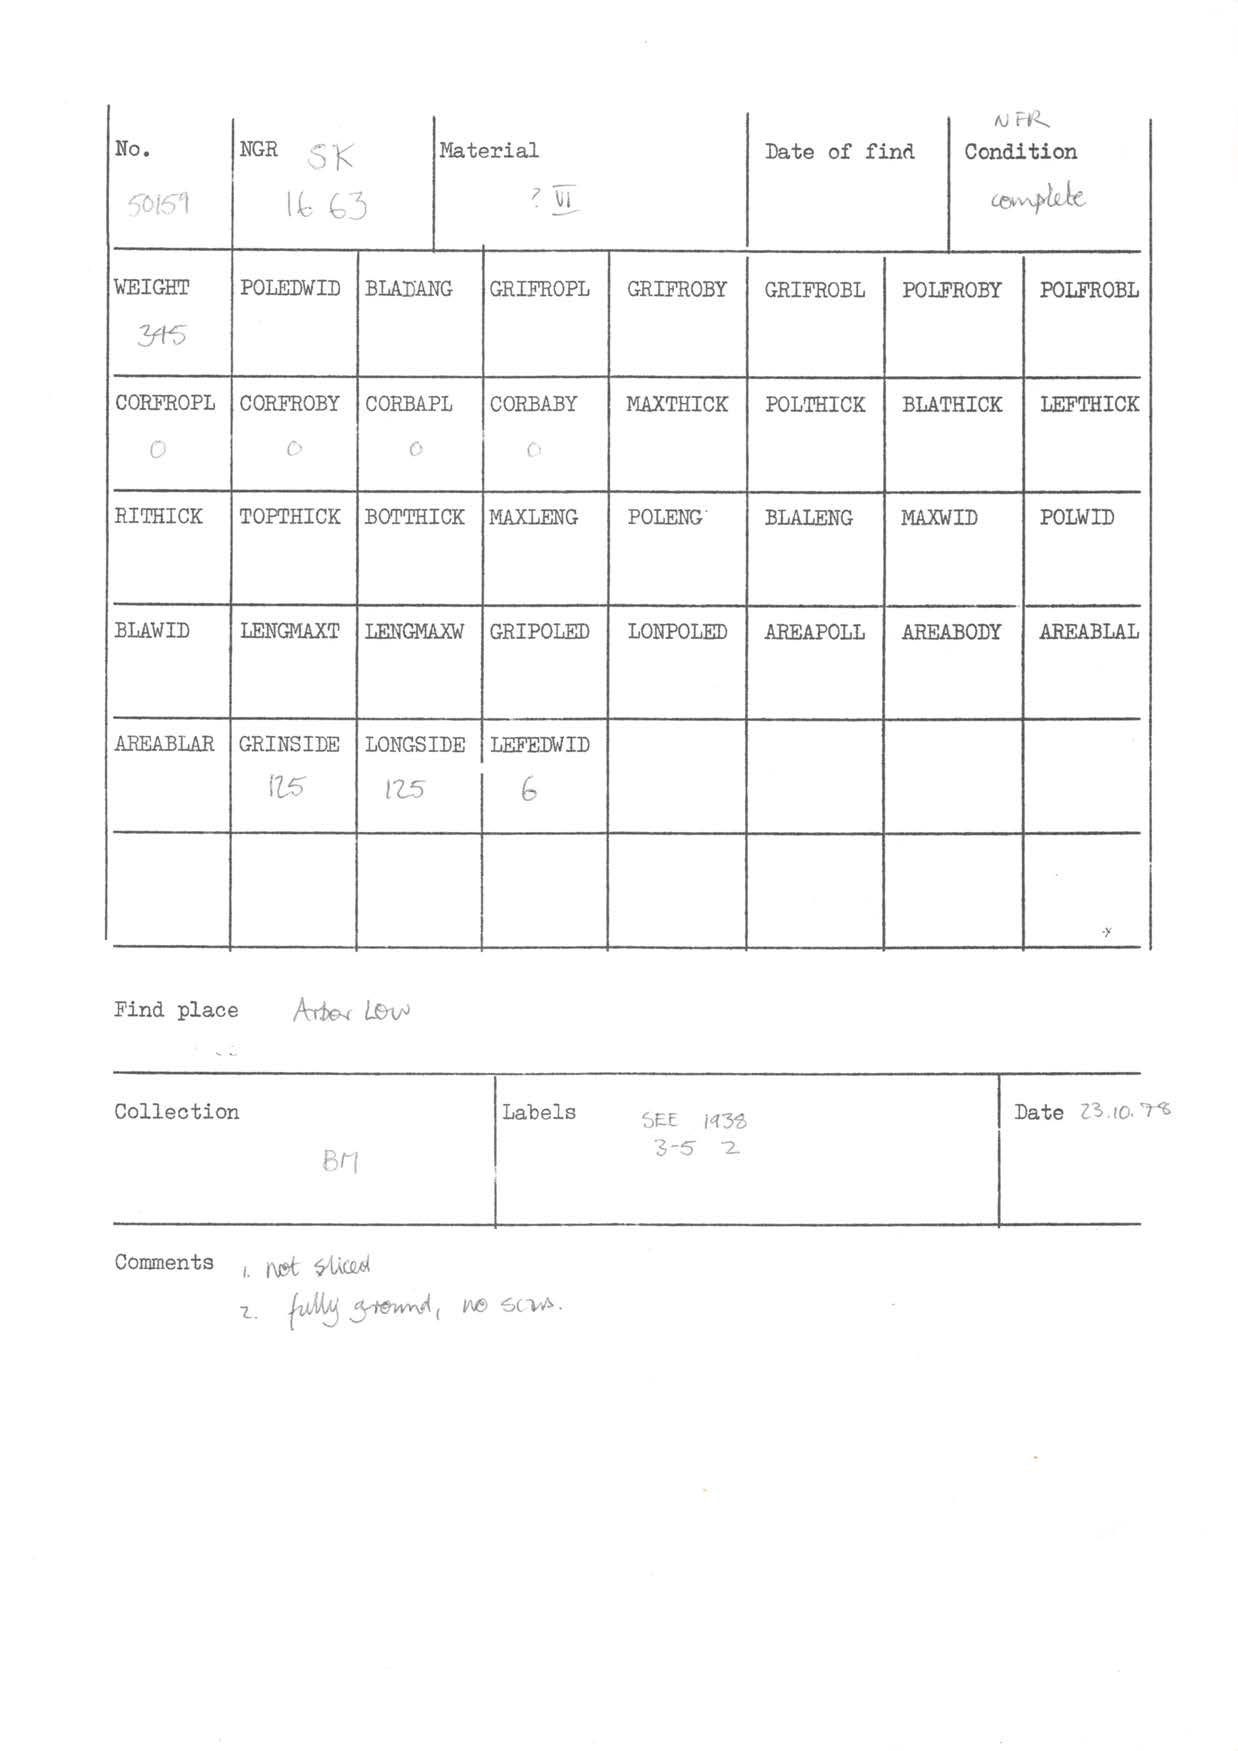 NFR
No. NGR SK Material Date of find Condition
50159 16 63 ? VI complete
WEIGHT POLEDWID BLADANG GRIFROPL GRIFROBY GRIFROBL POLFROBY POLFROBL
345
CORFROPL CORFROBY CORBAPL CORBABY MAXTHICK POLTHICK BLATHICK LEFTHICK
0 0 0 0
RITHICK TOPTHICK BOTTHICK MAXLENG POLENG BLALENG MAXWID POLWID
BLAWID LENGMAXT LENGMAXW GRIPOLED LONPOLED AREAPOLL AREABODY AREABLAL
AREABLAR GRINSIDE LONGSIDE LEFEDWID
125 125 6
Find place Arbor Low
Collection Labels SEE 1938 Date 23.10.78
3-5 2
BM
Comments 1. not sliced
2. fully ground, no scars.